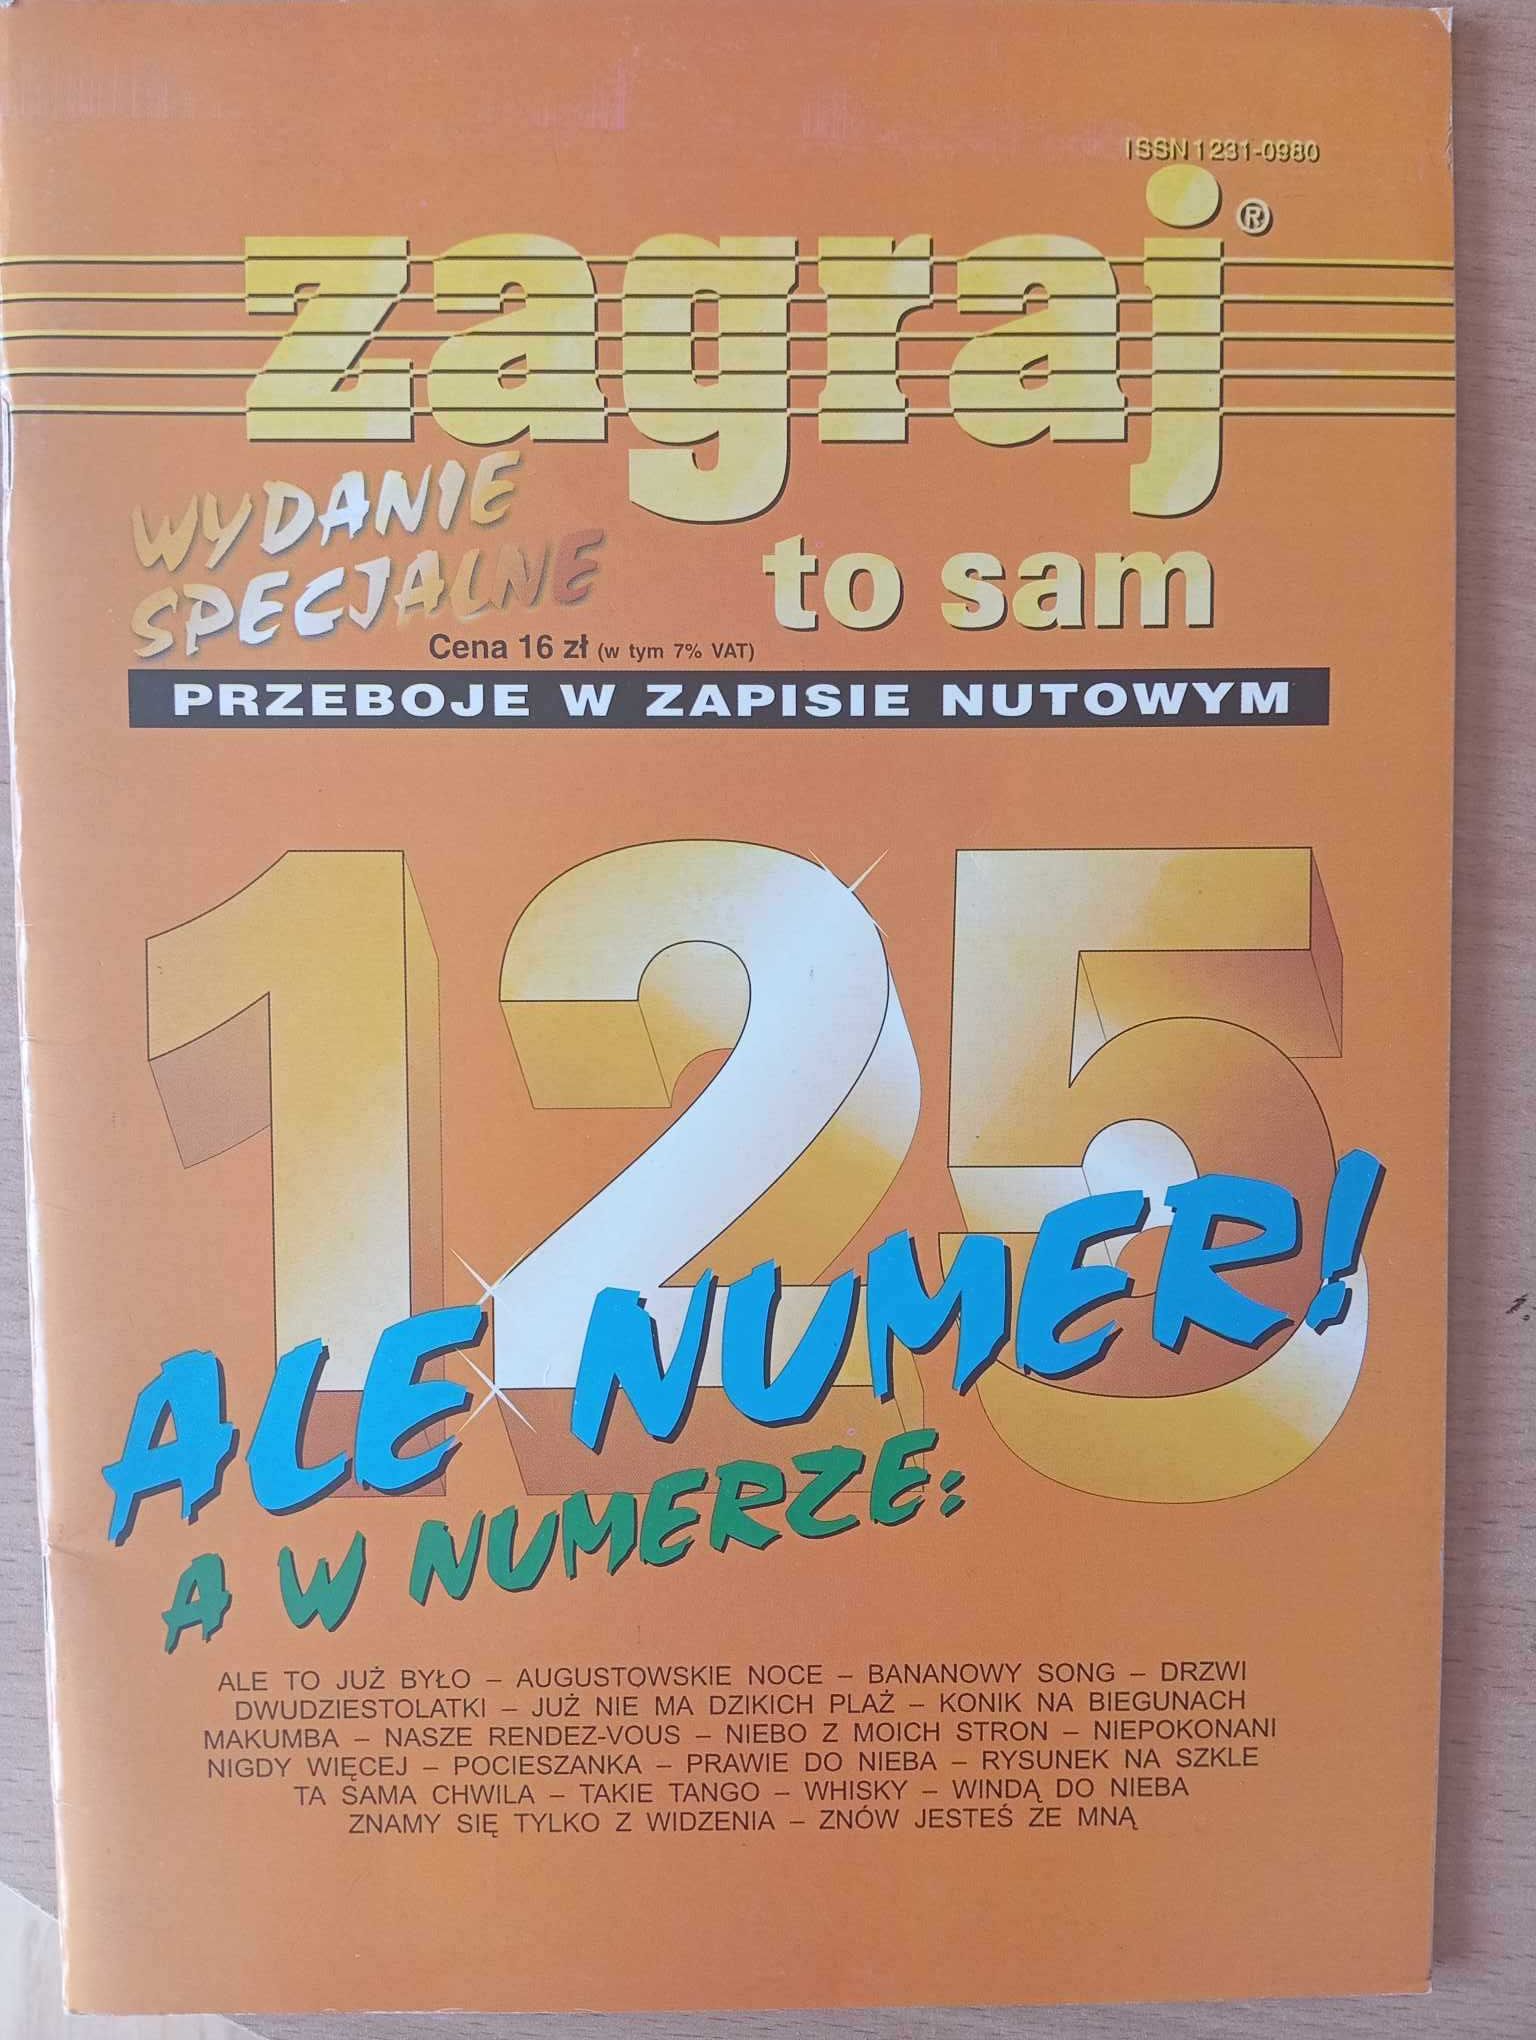 ISSN 1231-0980
zagraj®
WYDANIE
SPECJALNE
to sam
Cena 16 zł (w tym 7% VAT)
PRZEBOJE W ZAPISIE NUTOWYM
125
ALE NUMER!
A W NUMERZE:
ALE TO JUŻ BYŁO – AUGUSTOWSKIE NOCE – BANANOWY SONG – DRZWI
DWUDZIESTOLATKI – JUŻ NIE MA DZIKICH PLAŻ – KONIK NA BIEGUNACH
MAKUMBA – NASZE RENDEZ-VOUS – NIEBO Z MOICH STRON – NIEPOKONANI
NIGDY WIĘCEJ – POCIESZANKA – PRAWIE DO NIEBA – RYSUNEK NA SZKLE
TA SAMA CHWILA – TAKIE TANGO – WHISKY – WINDĄ DO NIEBA
ZNAMY SIĘ TYLKO Z WIDZENIA – ZNÓW JESTEŚ ZE MNĄ